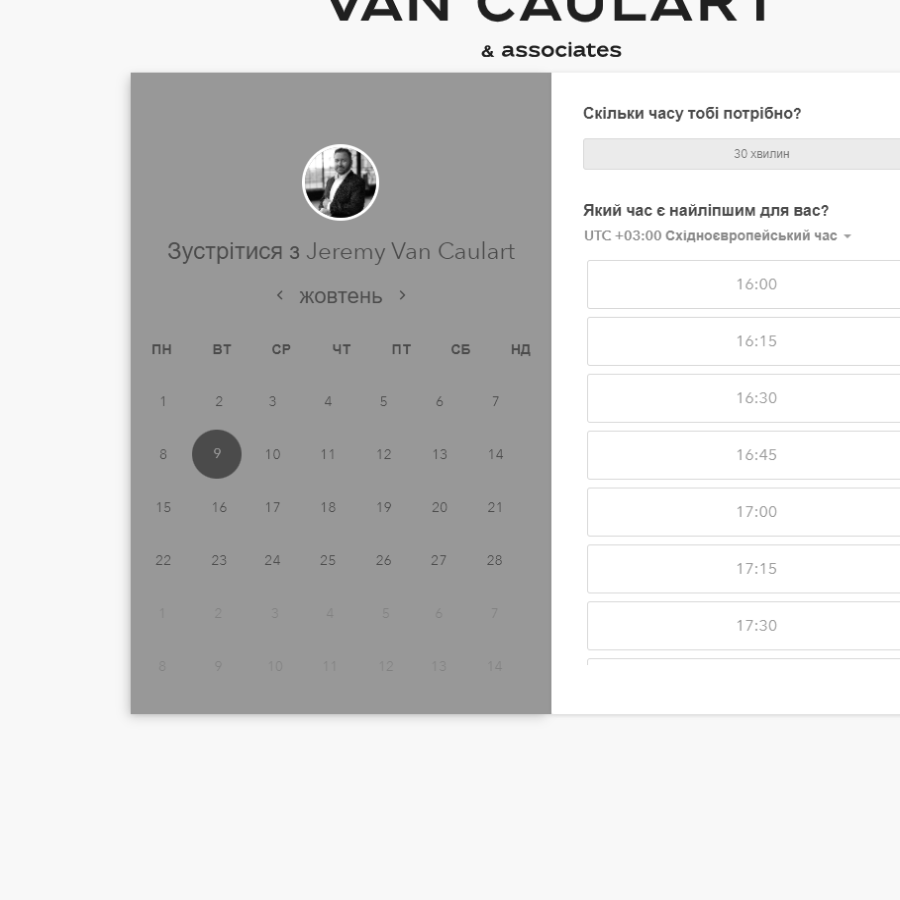 VAN CAULART
& associates
Зустрітися з Jeremy Van Caulart
жовтень
ПН ВТ СР ЧТ ПТ СБ НД
1 2 3 4 5 6 7
8 9 10 11 12 13 14
15 16 17 18 19 20 21
22 23 24 25 26 27 28
1 2 3 4 5 6 7
8 9 10 11 12 13 14
Скільки часу тобі потрібно?
30 хвилин
Який час є найліпшим для вас?
UTC +03:00 Східноєвропейський час
16:00
16:15
16:30
16:45
17:00
17:15
17:30